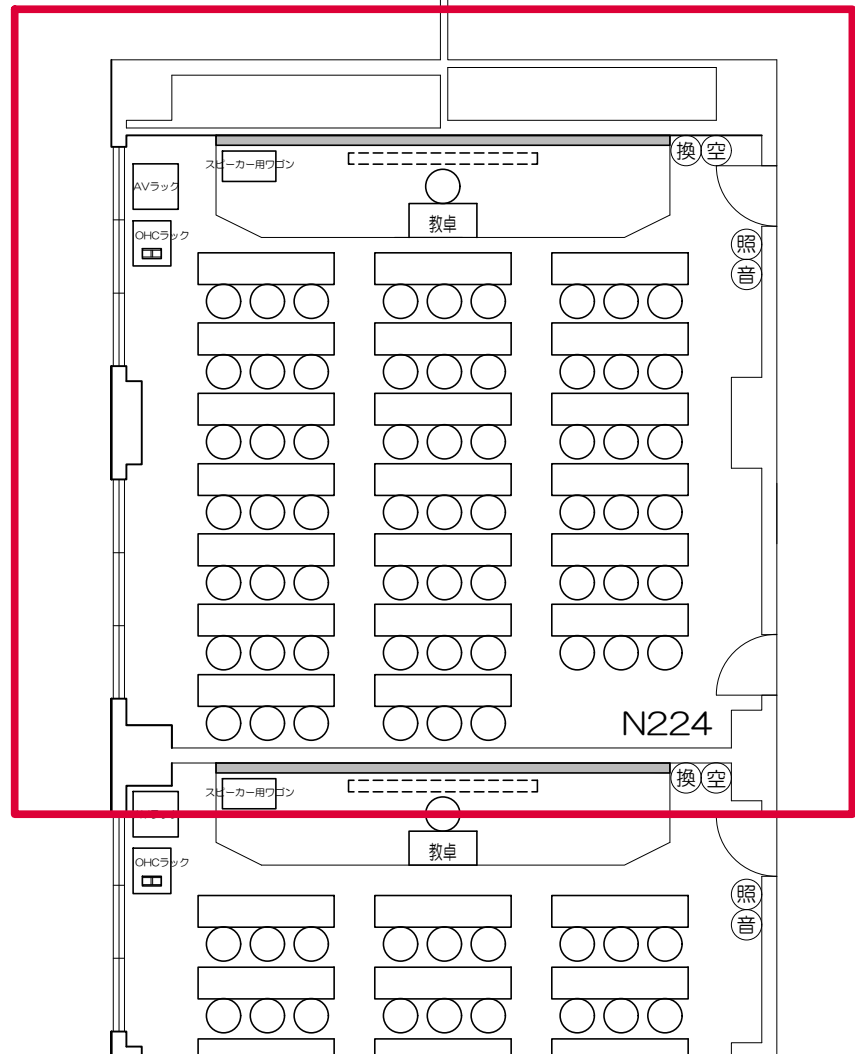 換 空
スピーカー用ワゴン
AVラック
教卓
OHCラック
照
音
N224
換 空
スピーカー用ワゴン
教卓
OHCラック
照
音